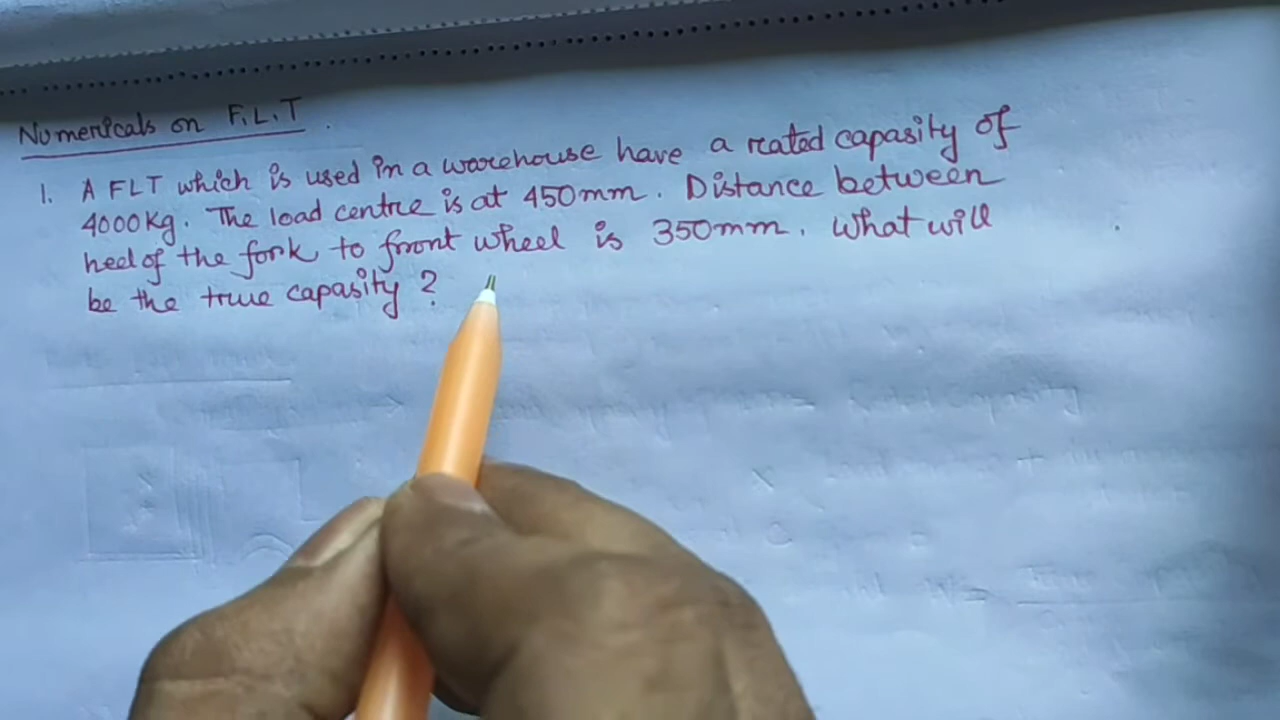 Numericals on F.L.T
1. A FLT which is used in a warehouse have a rated capasity of
4000Kg. The load centre is at 450mm. Distance between
heel of the fork to front wheel is 350mm. What will
be the true capasity ?